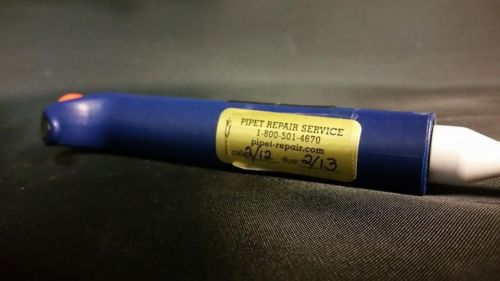 PIPET REPAIR SERVICE
1-800-501-4670
pipet-repair.com
cal 2/12 due 2/13